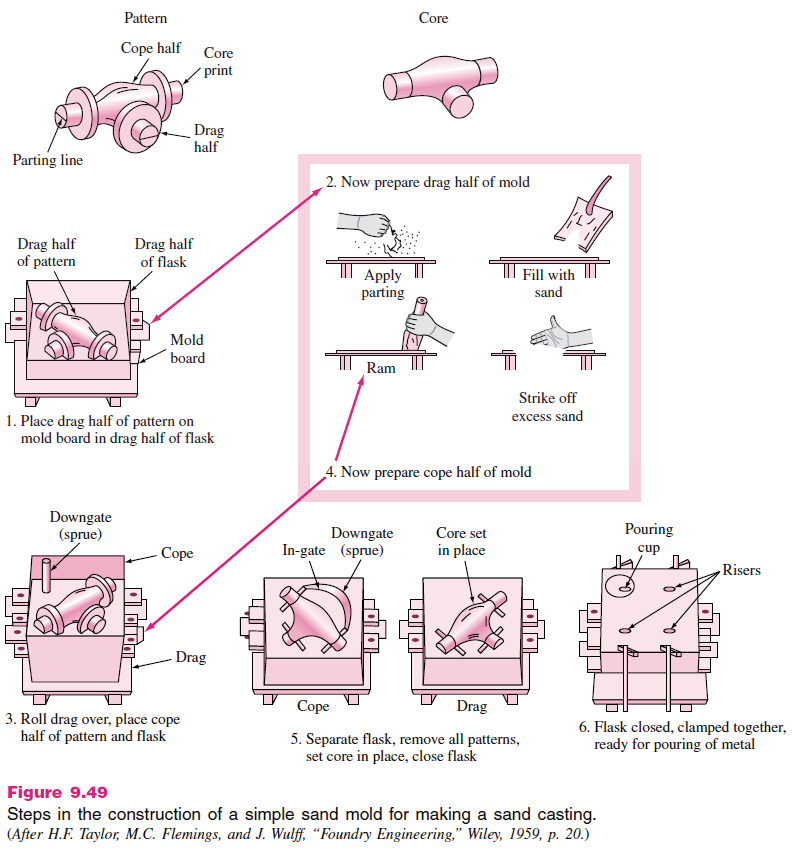 Pattern
Core
Cope half
Core
print
Drag
half
Parting line
2. Now prepare drag half of mold
Apply
parting
Fill with
sand
Ram
Strike off
excess sand
4. Now prepare cope half of mold
Drag half
of pattern
Drag half
of flask
Mold
board
1. Place drag half of pattern on
mold board in drag half of flask
Downgate
(sprue)
Cope
Drag
3. Roll drag over, place cope
half of pattern and flask
In-gate
Downgate
(sprue)
Core set
in place
Cope
Drag
5. Separate flask, remove all patterns,
set core in place, close flask
Pouring
cup
Risers
6. Flask closed, clamped together,
ready for pouring of metal
Figure 9.49
Steps in the construction of a simple sand mold for making a sand casting.
(After H.F. Taylor, M.C. Flemings, and J. Wulff, “Foundry Engineering,” Wiley, 1959, p. 20.)